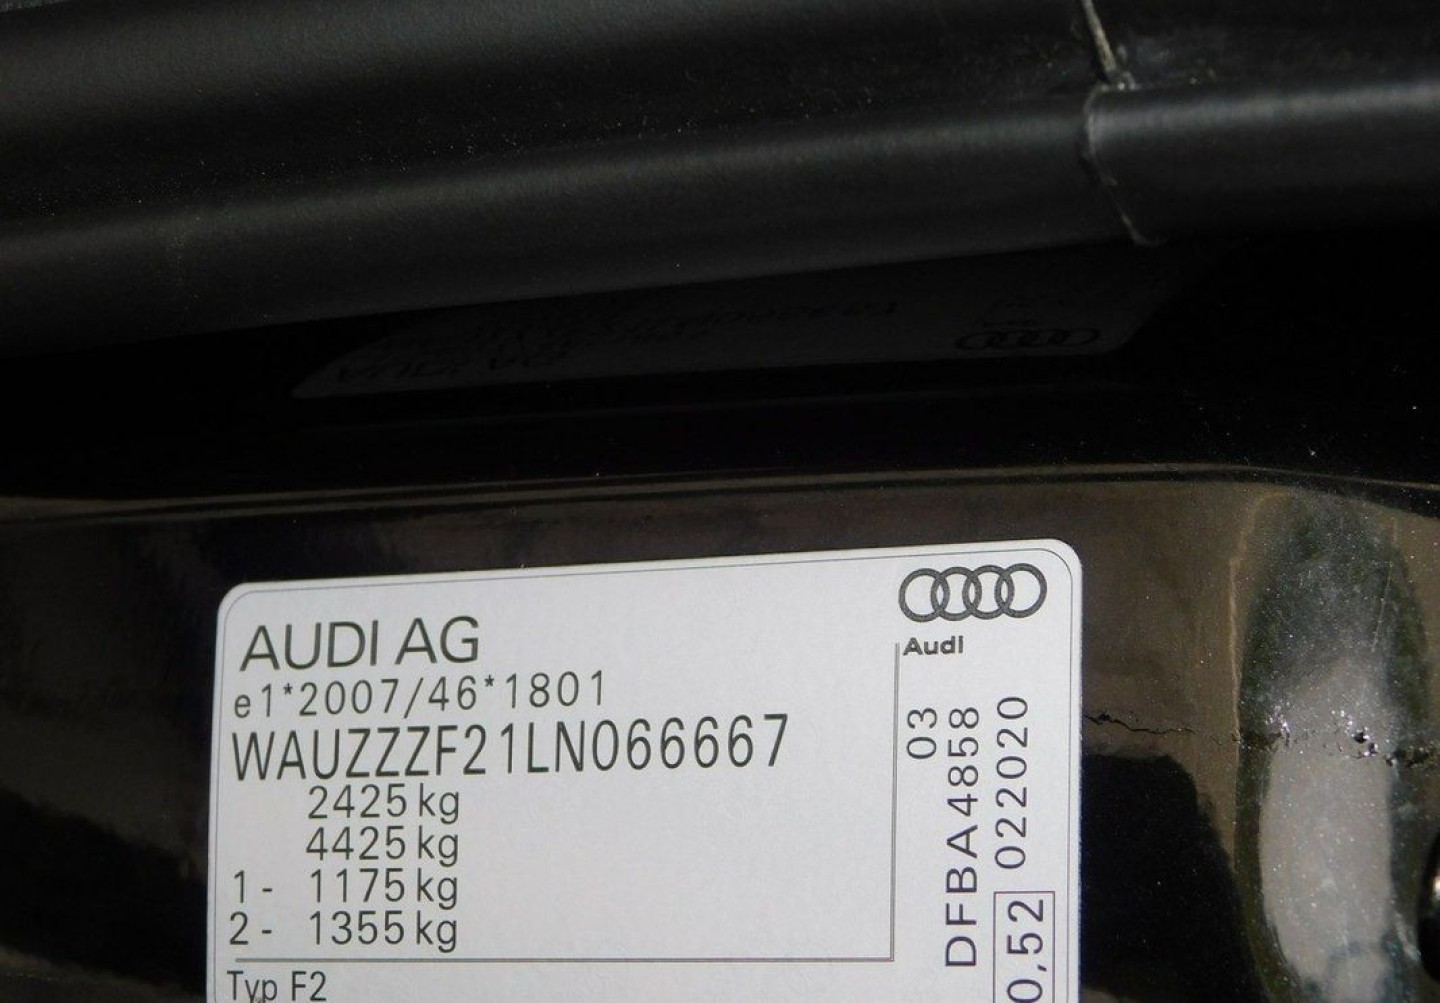 AUDI AG
e1*2007/46*1801
WAUZZZF21LN066667
2425 kg
4425 kg
1- 1175 kg
2- 1355 kg
Typ F2
Audi
03
DFBA4858
022020
0,52